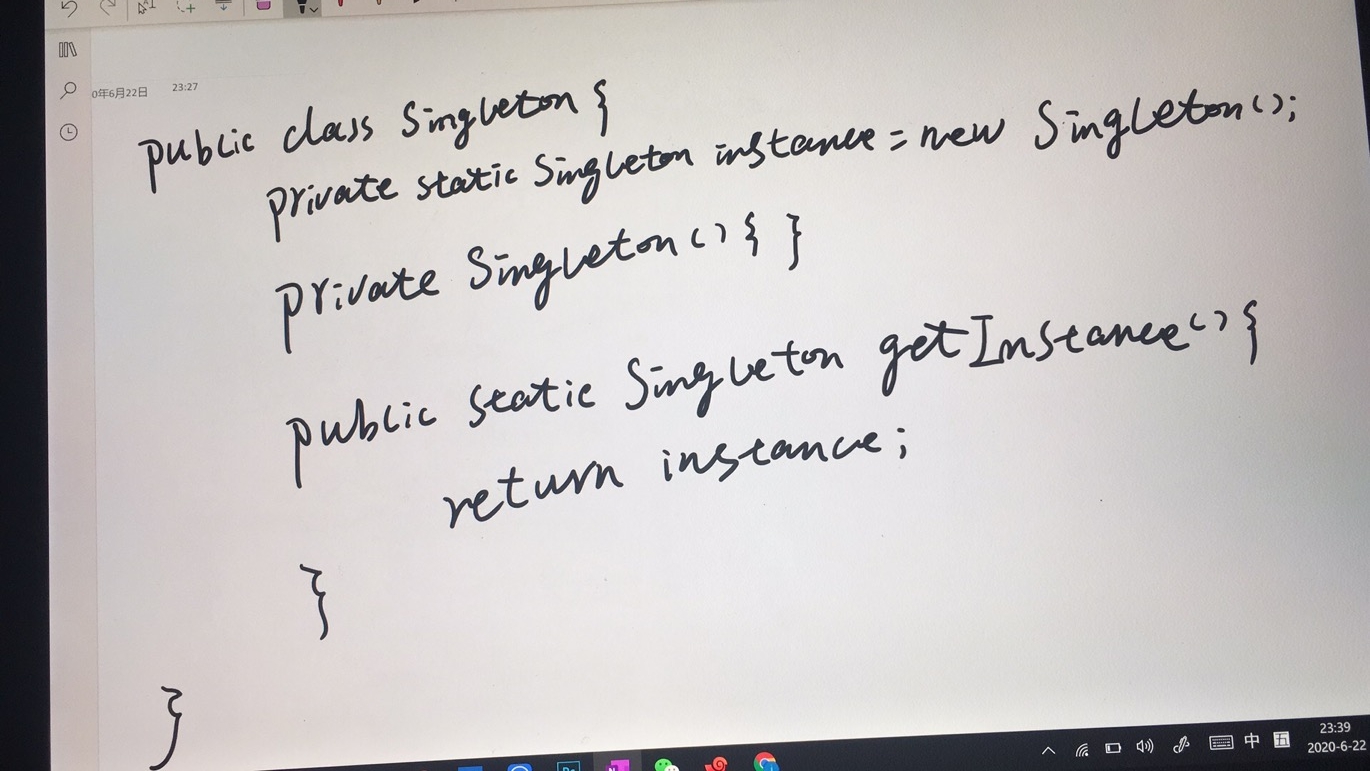 0年6月22日 23:27
public class Singleton {
private static Singleton instance = new Singleton();
private Singleton() { }
public static Singleton getInstance() {
return instance;
}
}
中 五 23:39
2020-6-22